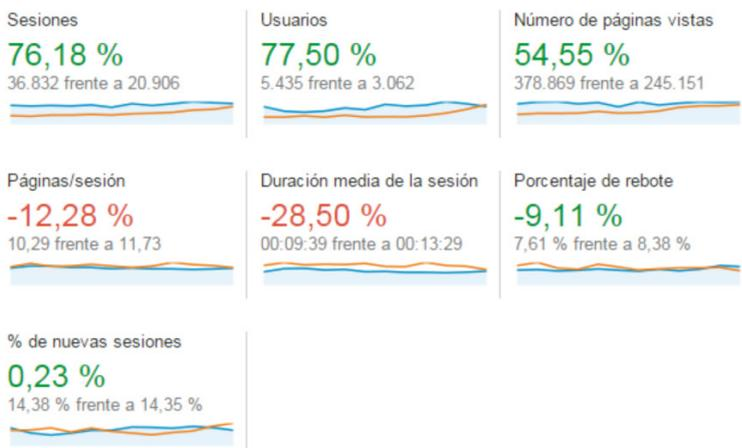 Sesiones
76,18 %
36.832 frente a 20.906
Usuarios
77,50 %
5.435 frente a 3.062
Número de páginas vistas
54,55 %
378.869 frente a 245.151
Páginas/sesión
-12,28 %
10,29 frente a 11,73
Duración media de la sesión
-28,50 %
00:09:39 frente a 00:13:29
Porcentaje de rebote
-9,11 %
7,61 % frente a 8,38 %
% de nuevas sesiones
0,23 %
14,38 % frente a 14,35 %